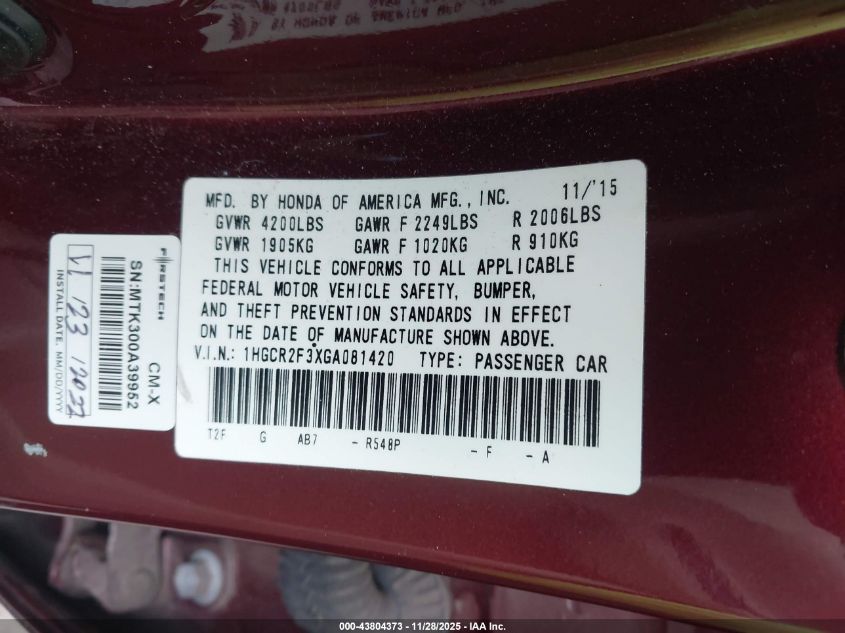 MFD. BY HONDA OF AMERICA MFG., INC. 11/'15
GVWR 4200LBS GAWR F 2249LBS R 2006LBS
GVWR 1905KG GAWR F 1020KG R 910KG
THIS VEHICLE CONFORMS TO ALL APPLICABLE
FEDERAL MOTOR VEHICLE SAFETY, BUMPER,
AND THEFT PREVENTION STANDARDS IN EFFECT
ON THE DATE OF MANUFACTURE SHOWN ABOVE.
V.I.N.: 1HGCR2F3XGA081420 TYPE: PASSENGER CAR
T2F G AB7 - R548P - F - A
FIRSTECH
CM-X
SN:MTK300A39952
INSTALL DATE. MM/DD/YYYY
000-43804373 | 11/28/2025 - IAA Inc.